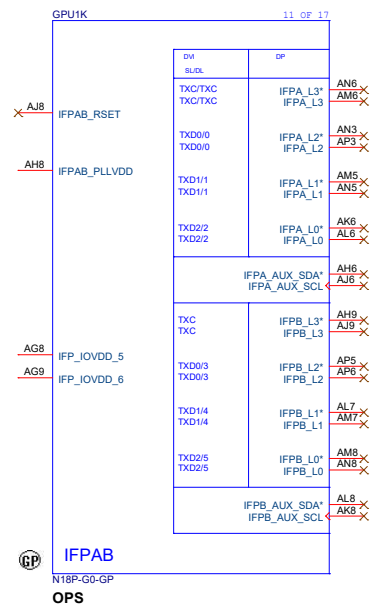 GPU1K 11 OF 17
DVI DP
SL/DL
TXC/TXC IFPA_L3* AN6
TXC/TXC IFPA_L3 AM6
AJ8 IFPAB_RSET
TXD0/0 IFPA_L2* AN3
TXD0/0 IFPA_L2 AP3
AH8 IFPAB_PLLVDD
TXD1/1 IFPA_L1* AM5
TXD1/1 IFPA_L1 AN5
TXD2/2 IFPA_L0* AK6
TXD2/2 IFPA_L0 AL6
IFPA_AUX_SDA* AH6
IFPA_AUX_SCL AJ6
TXC IFPB_L3* AH9
TXC IFPB_L3 AJ9
AG8 IFP_IOVDD_5
TXD0/3 IFPB_L2* AP5
TXD0/3 IFPB_L2 AP6
AG9 IFP_IOVDD_6
TXD1/4 IFPB_L1* AL7
TXD1/4 IFPB_L1 AM7
TXD2/5 IFPB_L0* AM8
TXD2/5 IFPB_L0 AN8
IFPB_AUX_SDA* AL8
IFPB_AUX_SCL AK8
GP IFPAB
N18P-G0-GP
OPS